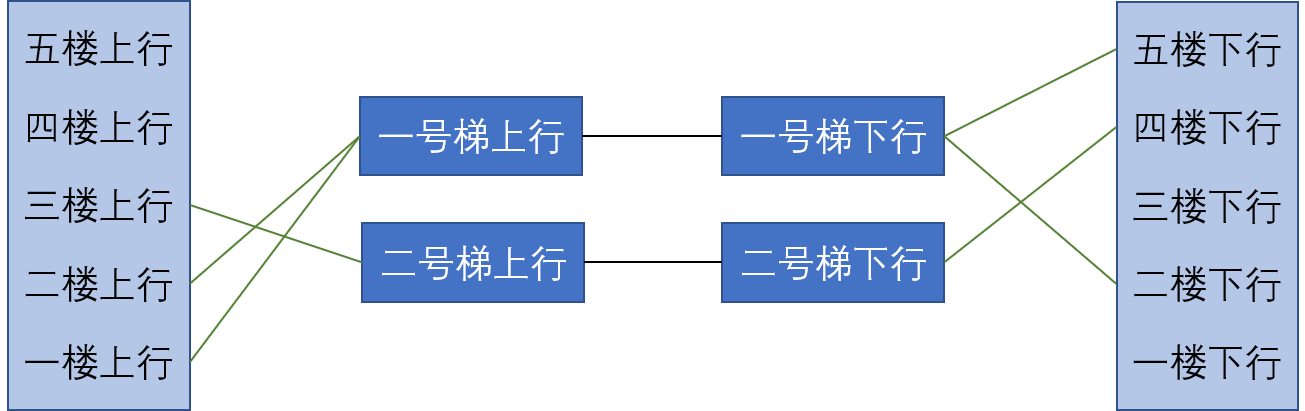 五楼上行
四楼上行
三楼上行
二楼上行
一楼上行
一号梯上行
二号梯上行
一号梯下行
二号梯下行
五楼下行
四楼下行
三楼下行
二楼下行
一楼下行